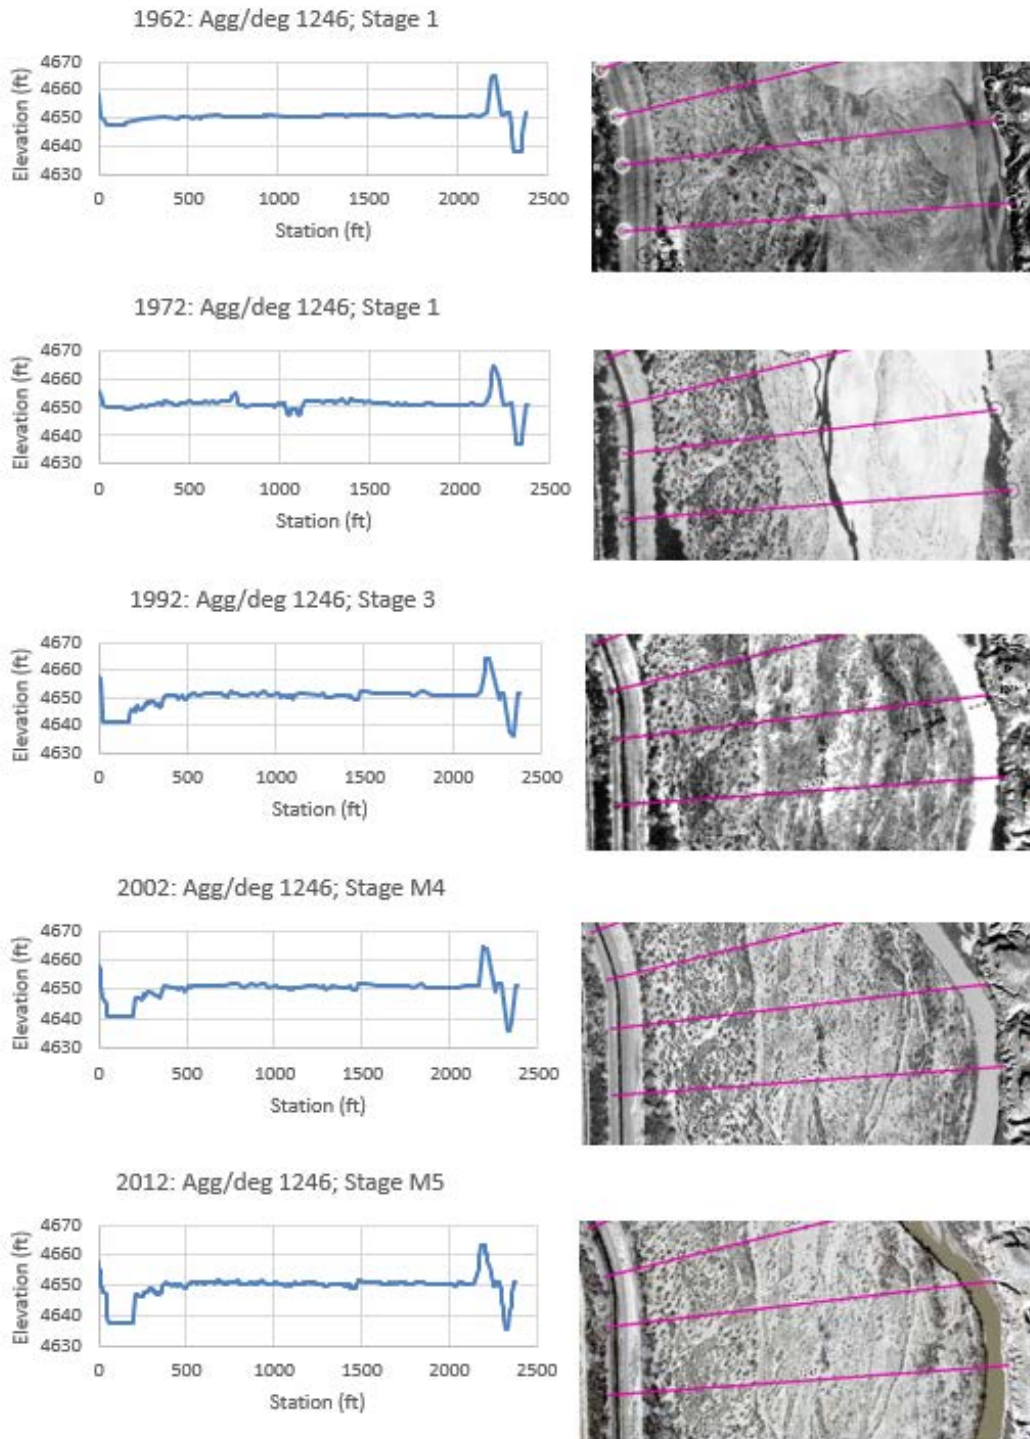 1962: Agg/deg 1246; Stage 1
Elevation (ft)
4670
4660
4650
4640
4630
0 500 1000 1500 2000 2500
Station (ft)
1972: Agg/deg 1246; Stage 1
Elevation (ft)
4670
4660
4650
4640
4630
0 500 1000 1500 2000 2500
Station (ft)
1992: Agg/deg 1246; Stage 3
Elevation (ft)
4670
4660
4650
4640
4630
0 500 1000 1500 2000 2500
Station (ft)
2002: Agg/deg 1246; Stage M4
Elevation (ft)
4670
4660
4650
4640
4630
0 500 1000 1500 2000 2500
Station (ft)
2012: Agg/deg 1246; Stage M5
Elevation (ft)
4670
4660
4650
4640
4630
0 500 1000 1500 2000 2500
Station (ft)